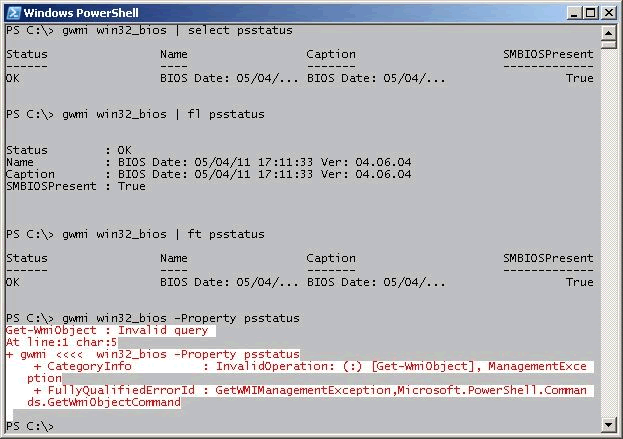 Windows PowerShell
PS C:\> gwmi win32_bios | select psstatus
Status Name Caption SMBIOSPresent
------ ---- ------- -------------
OK BIOS Date: 05/04/... BIOS Date: 05/04/... True
PS C:\> gwmi win32_bios | fl psstatus
Status : OK
Name : BIOS Date: 05/04/11 17:11:33 Ver: 04.06.04
Caption : BIOS Date: 05/04/11 17:11:33 Ver: 04.06.04
SMBIOSPresent : True
PS C:\> gwmi win32_bios | ft psstatus
Status Name Caption SMBIOSPresent
------ ---- ------- -------------
OK BIOS Date: 05/04/... BIOS Date: 05/04/... True
PS C:\> gwmi win32_bios -Property psstatus
Get-WmiObject : Invalid query
At line:1 char:5
+ gwmi <<<< win32_bios -Property psstatus
+ CategoryInfo : InvalidOperation: (:) [Get-WmiObject], ManagementExce
ption
+ FullyQualifiedErrorId : GetWMIManagementException,Microsoft.PowerShell.Comman
ds.GetWmiObjectCommand
PS C:\>